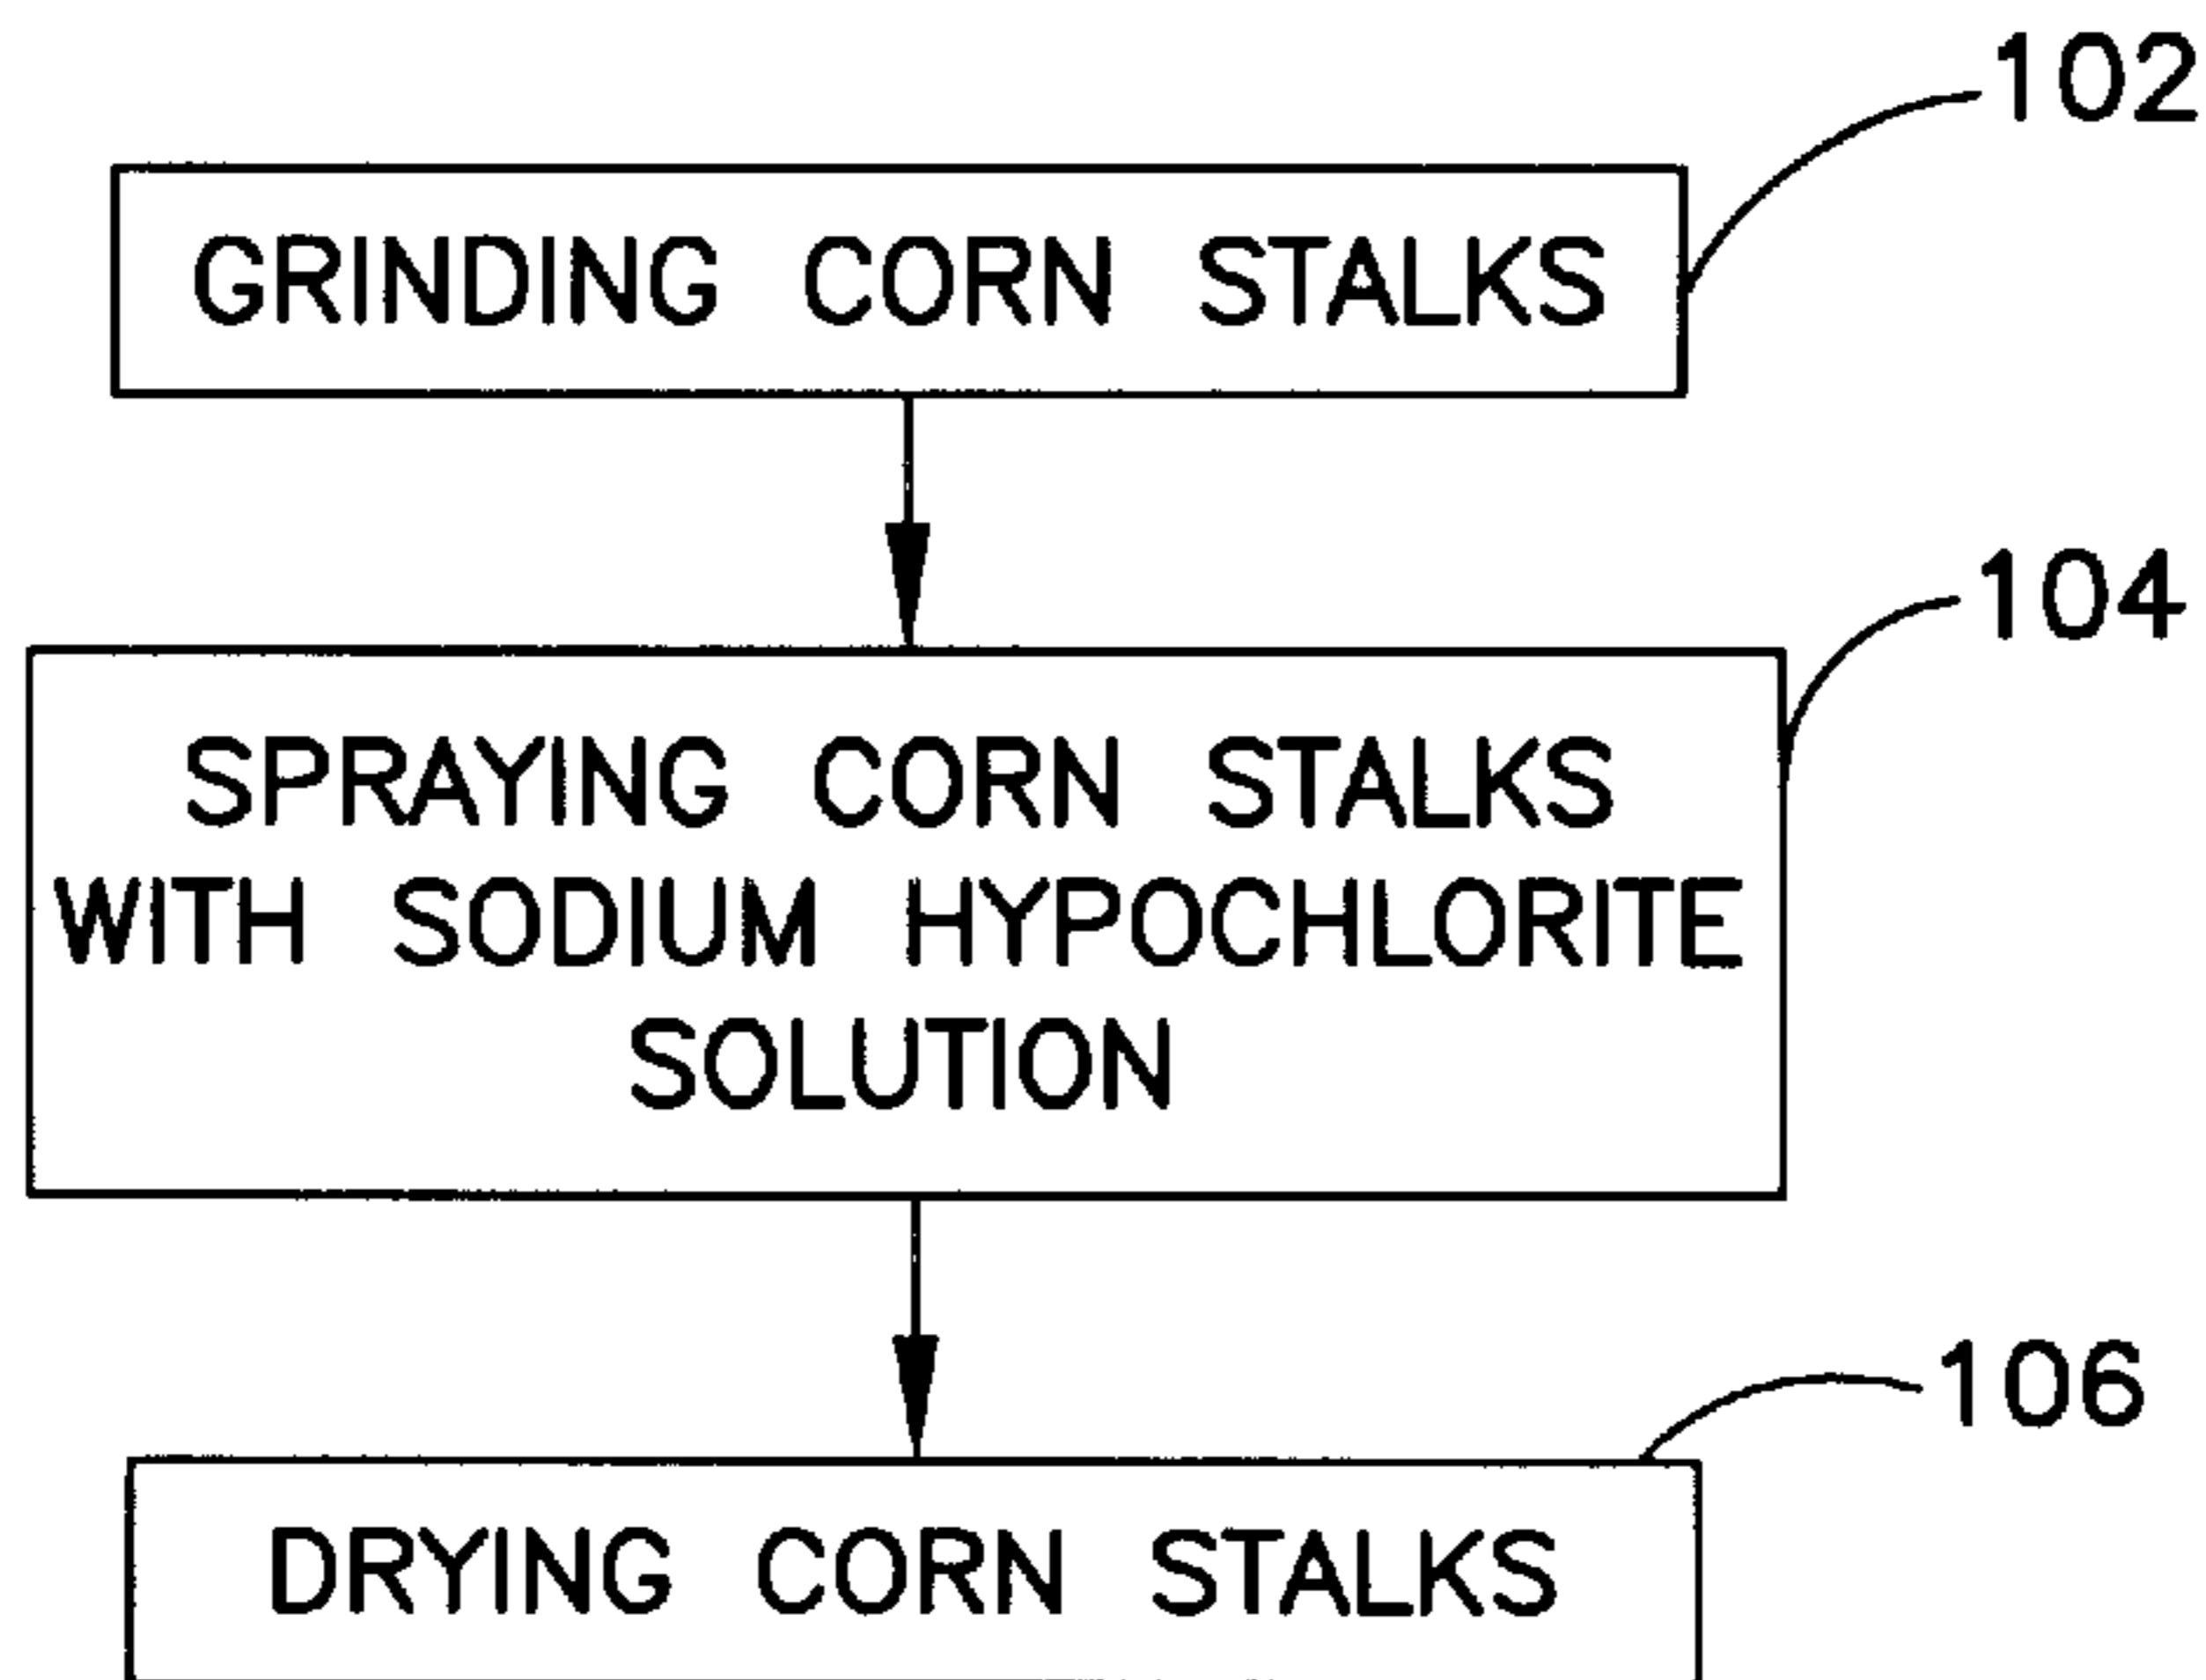 102
GRINDING CORN STALKS
104
SPRAYING CORN STALKS
WITH SODIUM HYPOCHLORITE
SOLUTION
106
DRYING CORN STALKS